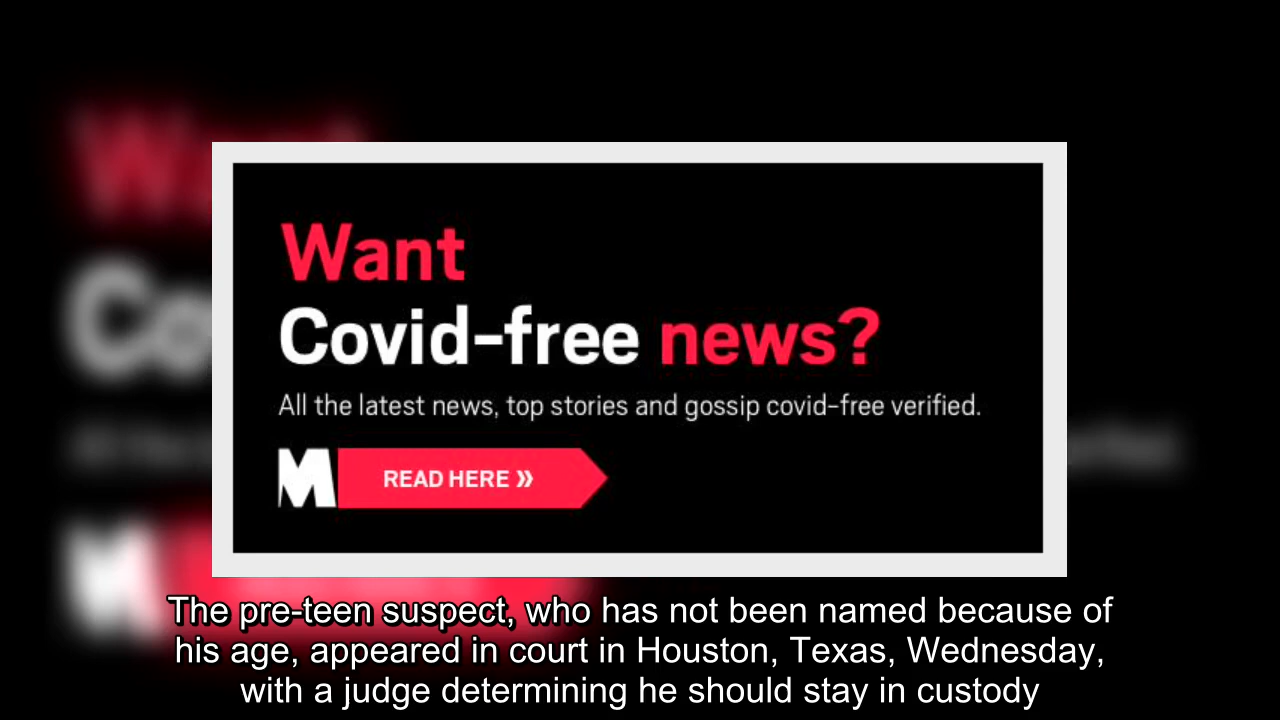 Want
Covid-free news?
All the latest news, top stories and gossip covid-free verified.
M READ HERE »
The pre-teen suspect, who has not been named because of
his age, appeared in court in Houston, Texas, Wednesday,
with a judge determining he should stay in custody